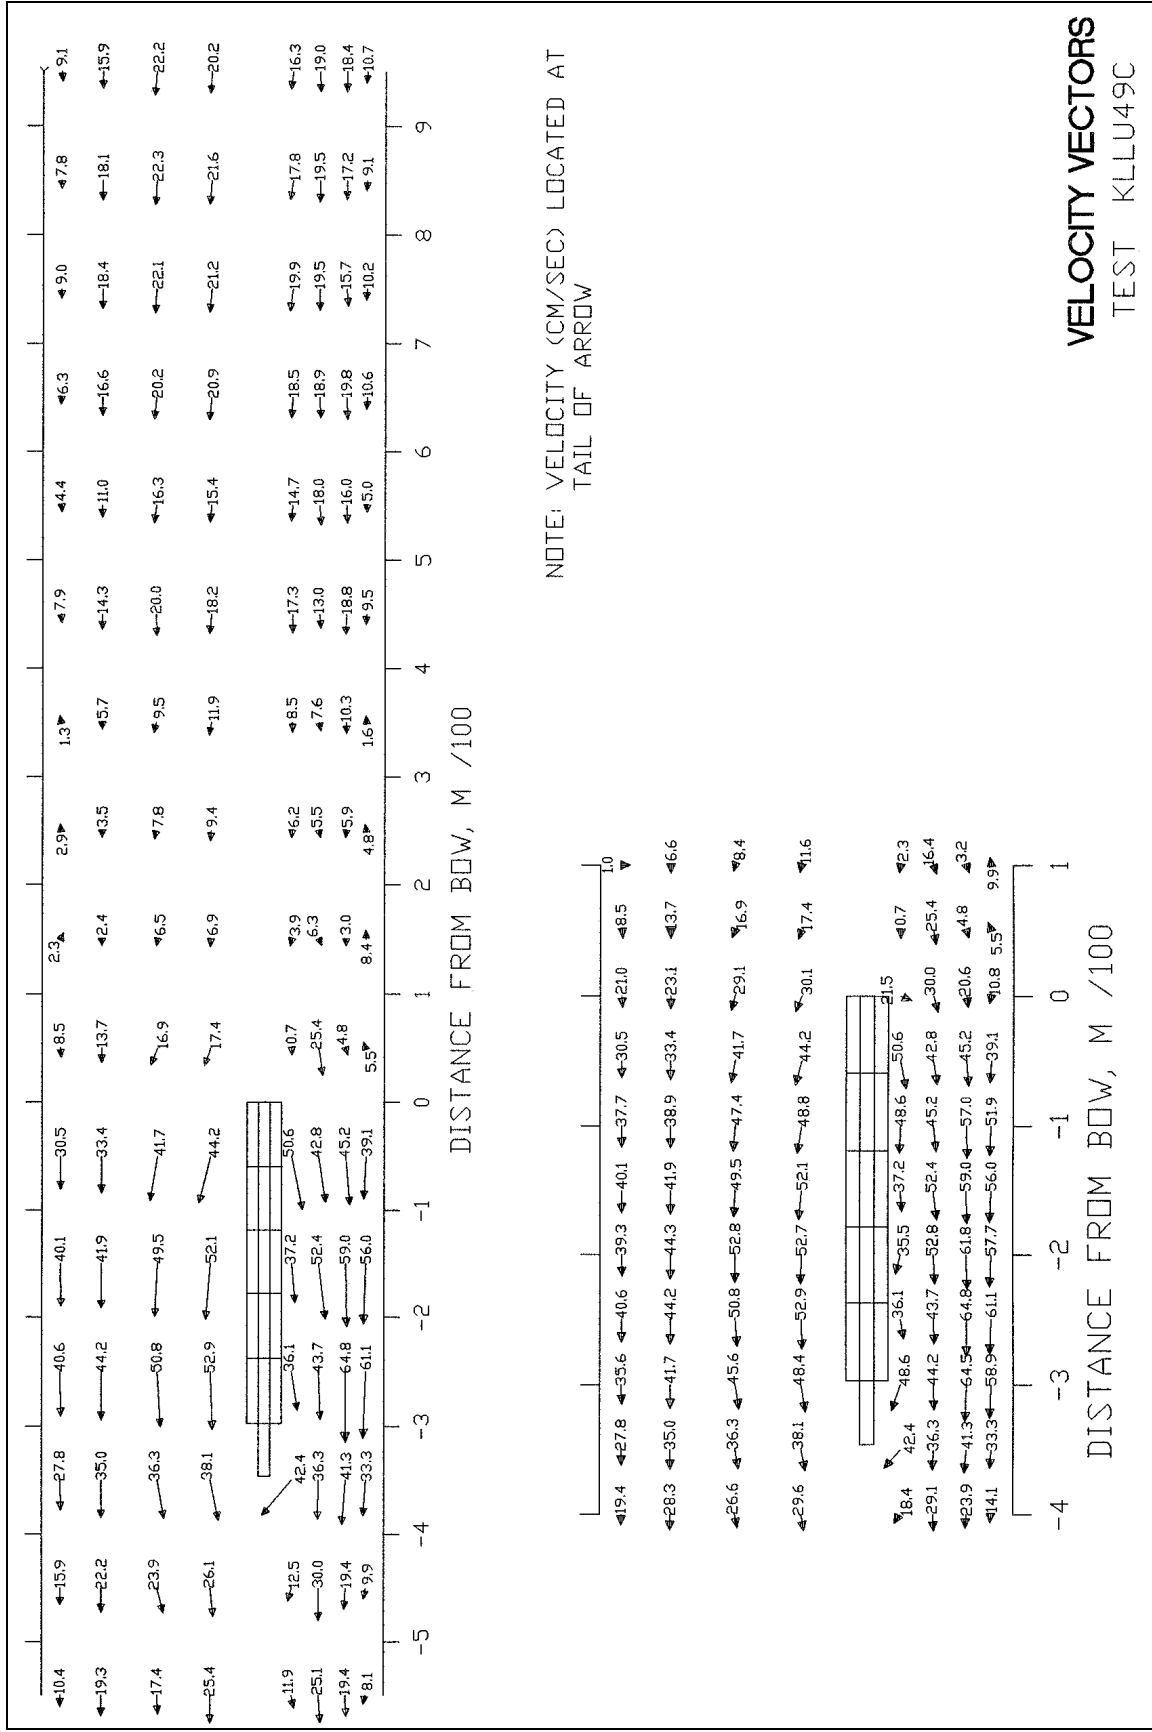 10.4 15.9 27.8 40.6 40.1 30.5 8.5 2.3 2.9 1.3 7.9 4.4 6.3 9.0 7.8 9.1
19.3 22.2 35.0 44.2 41.9 33.4 13.7 2.4 3.5 5.7 14.3 11.0 16.6 18.4 18.1 15.9
17.4 23.9 36.3 50.8 49.5 41.7 16.9 6.5 7.8 9.5 20.0 16.3 20.2 22.1 22.3 22.2
25.4 26.1 38.1 52.9 52.1 44.2 17.4 6.9 9.4 11.9 18.2 15.4 20.9 21.2 21.6 20.2
11.9 12.5 42.4 36.1 37.2 50.6 0.7 3.9 6.2 8.5 17.3 14.7 18.5 19.9 17.8 16.3
25.1 30.0 36.3 43.7 52.4 42.8 25.4 6.3 5.5 7.6 13.0 18.0 18.9 19.5 19.5 19.0
19.4 19.4 41.3 64.8 59.0 45.2 4.8 3.0 5.9 10.3 18.8 16.0 19.8 15.7 17.2 18.4
8.1 9.9 33.3 61.1 56.0 39.1 5.5 8.4 4.8 1.6 9.5 5.0 10.6 10.2 9.1 10.7
-5 -4 -3 -2 -1 0 1 2 3 4 5 6 7 8 9
DISTANCE FROM BOW, M /100
NOTE: VELOCITY (CM/SEC) LOCATED AT
TAIL OF ARROW
19.4 27.8 35.6 40.6 39.3 40.1 37.7 30.5 21.0 8.5 1.0
28.3 35.0 41.7 44.2 44.3 41.9 38.9 33.4 23.1 13.7 6.6
26.6 36.3 45.6 50.8 52.8 49.5 47.4 41.7 29.1 16.9 8.4
29.6 38.1 48.4 52.9 52.7 52.1 48.8 44.2 30.1 17.4 11.6
18.4 42.4 48.6 36.1 35.5 37.2 48.6 50.6 21.5 0.7 2.3
29.1 36.3 44.2 43.7 52.8 52.4 45.2 42.8 30.0 25.4 16.4
23.9 41.3 64.5 64.8 61.8 59.0 57.0 45.2 20.6 4.8 3.2
14.1 33.3 58.9 61.1 57.7 56.0 51.9 39.1 10.8 5.5 9.9
-4 -3 -2 -1 0 1
DISTANCE FROM BOW, M /100
VELOCITY VECTORS
TEST KLLU49C